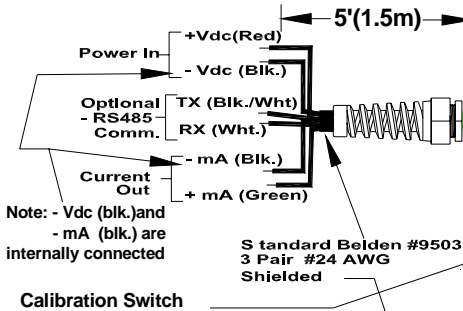 5'(1.5m)
+Vdc(Red)
Power In
- Vdc (Blk.)
Optional TX (Blk./Wht)
- RS485
Comm. RX (Wht.)
- mA (Blk.)
Current
Out
+ mA (Green)
Note: - Vdc (blk.)and
- mA (blk.) are
internally connected
S tandard Belden #9503
3 Pair #24 AWG
Shielded
Calibration Switch